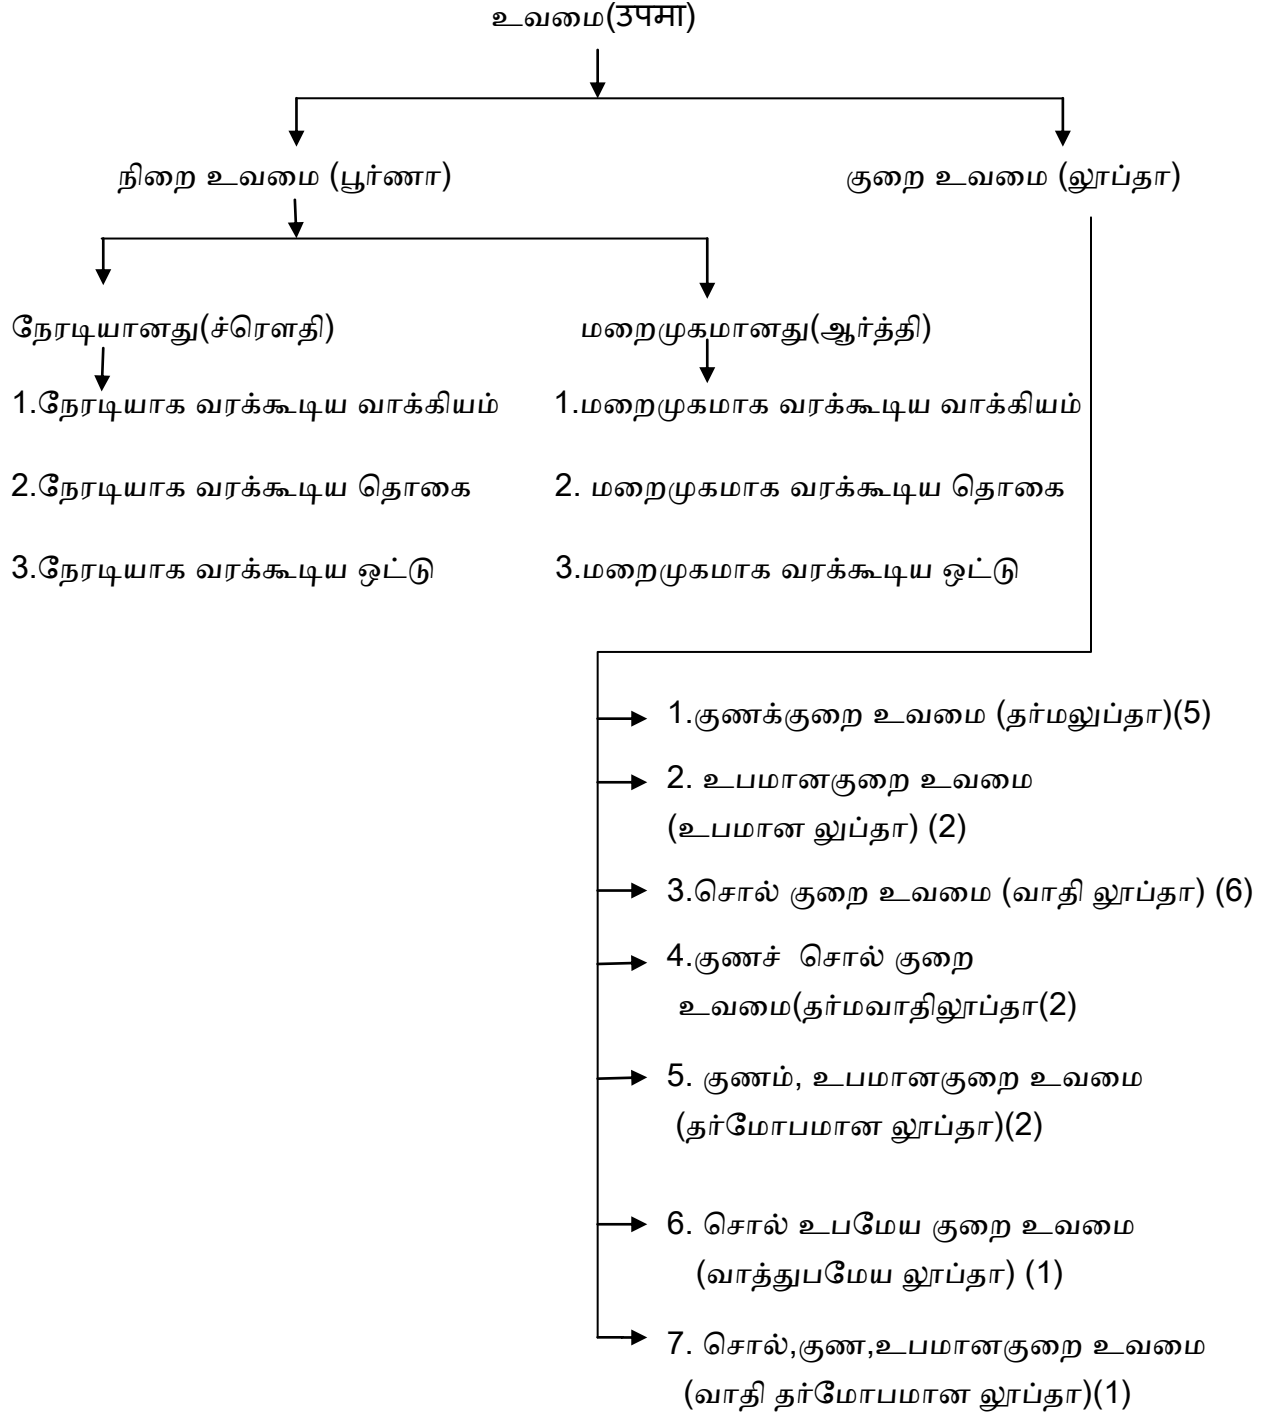 உவமை(उपमा)
நிறை உவமை (பூர்ணா)
குறை உவமை (லூப்தா)
நேரடியானது(ச்ரௌதி)
மறைமுகமானது(ஆர்த்தி)
1.நேரடியாக வரக்கூடிய வாக்கியம்
1.மறைமுகமாக வரக்கூடிய வாக்கியம்
2.நேரடியாக வரக்கூடிய தொகை
2. மறைமுகமாக வரக்கூடிய தொகை
3.நேரடியாக வரக்கூடிய ஒட்டு
3.மறைமுகமாக வரக்கூடிய ஒட்டு
1.குணக்குறை உவமை (தர்மலுப்தா)(5)
2. உபமானகுறை உவமை
(உபமான லுப்தா) (2)
3.சொல் குறை உவமை (வாதி லூப்தா) (6)
4.குணச் சொல் குறை
உவமை(தர்மவாதிலூப்தா(2)
5. குணம், உபமானகுறை உவமை
(தர்மோபமான லூப்தா)(2)
6. சொல் உபமேய குறை உவமை
(வாத்துபமேய லூப்தா) (1)
7. சொல்,குண,உபமானகுறை உவமை
(வாதி தர்மோபமான லூப்தா)(1)